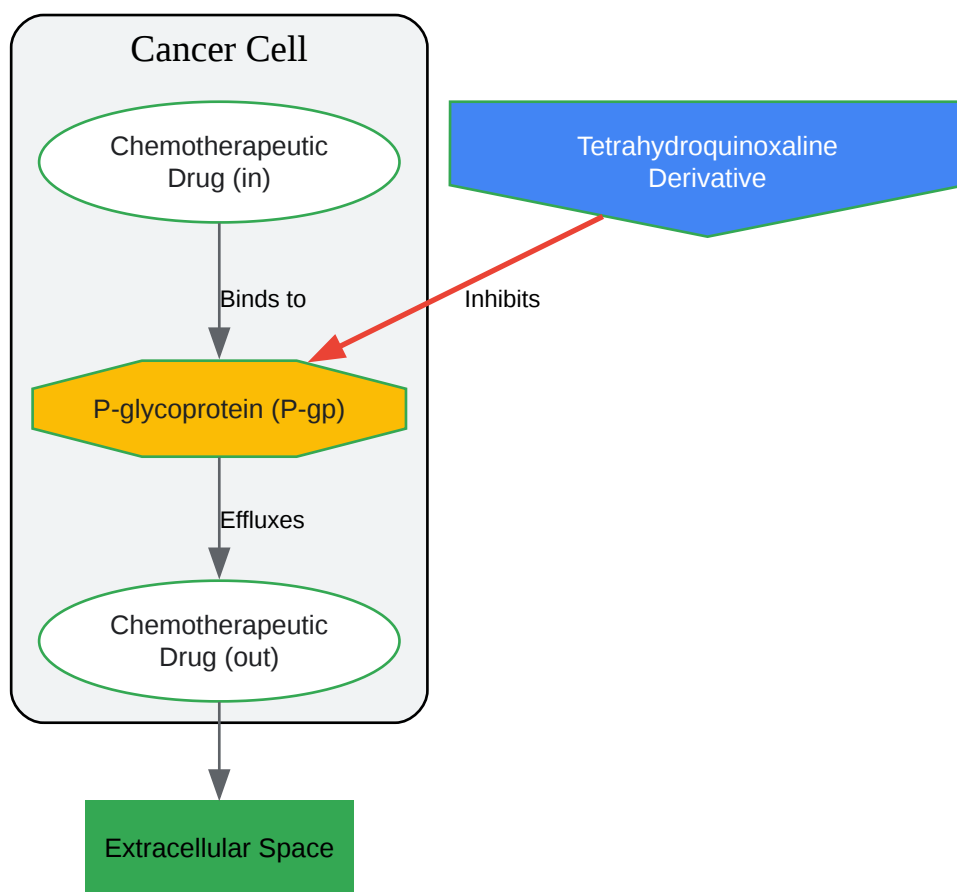 Cancer Cell
Chemotherapeutic
Drug (in)
Tetrahydroquinoxaline
Derivative
Binds to
Inhibits
P-glycoprotein (P-gp)
Effluxes
Chemotherapeutic
Drug (out)
Extracellular Space